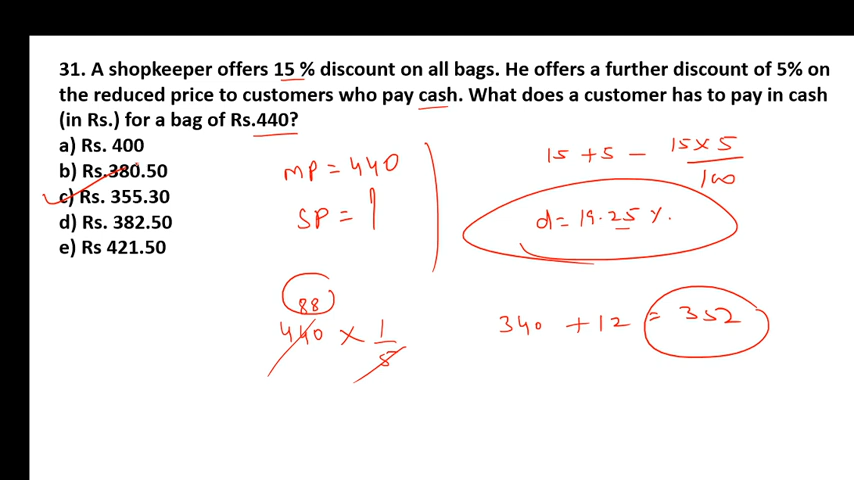 31. A shopkeeper offers 15 % discount on all bags. He offers a further discount of 5% on
the reduced price to customers who pay cash. What does a customer has to pay in cash
(in Rs.) for a bag of Rs.440?
a) Rs. 400
b) Rs.380.50
c) Rs. 355.30
d) Rs. 382.50
e) Rs 421.50
MP = 440
SP =
15 + 5 - 15 x 5
100
d = 19.25 %.
88
440 x 1
5
340 + 12 = 352